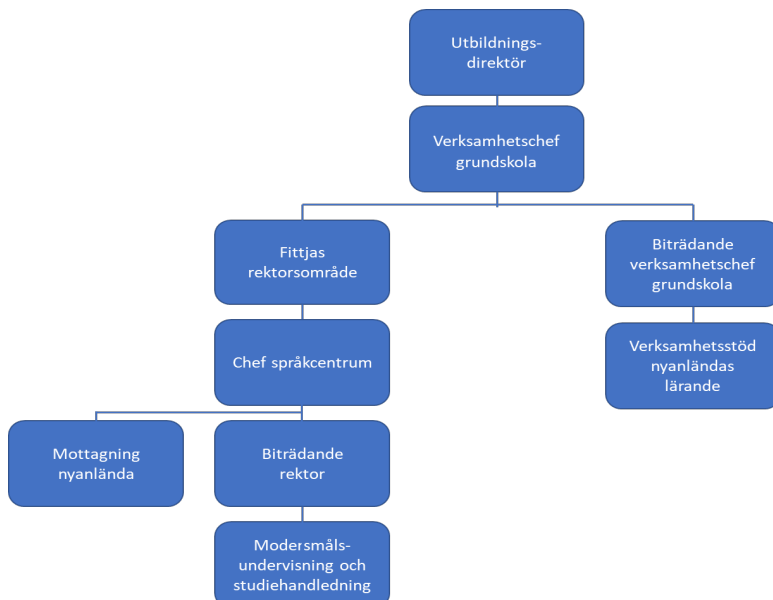 Utbildnings-
direktör
Verksamhetschef
grundskola
Fittjas
rektorsområde
Biträdande
verksamhetschef
grundskola
Chef språkcentrum
Verksamhetsstöd
nyanländas
lärande
Mottagning
nyanlända
Biträdande
rektor
Modersmåls-
undervisning och
studiehandledning